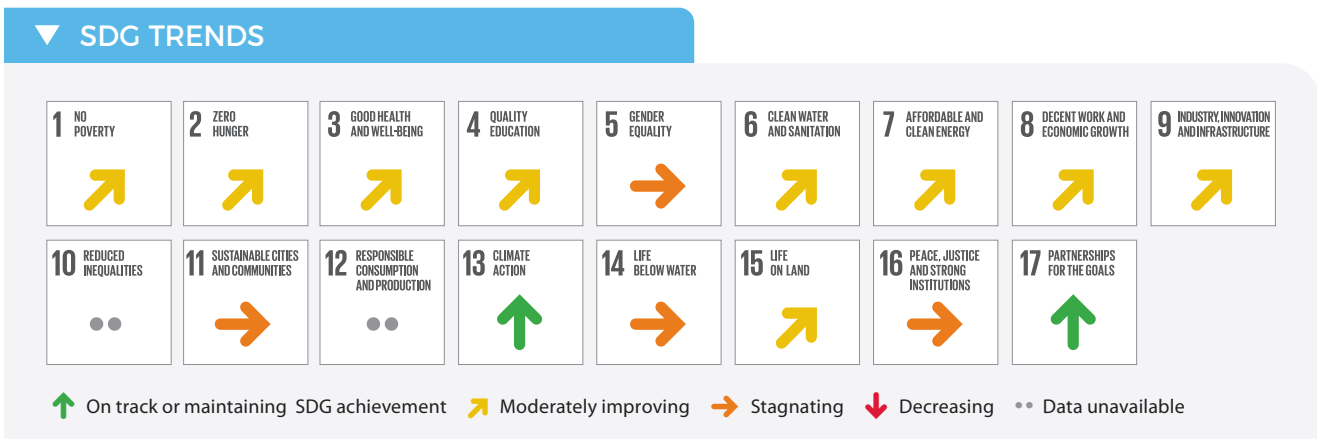 SDG TRENDS
1 NO
POVERTY
2 ZERO
HUNGER
3 GOOD HEALTH
AND WELL-BEING
4 QUALITY
EDUCATION
5 GENDER
EQUALITY
6 CLEAN WATER
AND SANITATION
7 AFFORDABLE AND
CLEAN ENERGY
8 DECENT WORK AND
ECONOMIC GROWTH
9 INDUSTRY, INNOVATION
AND INFRASTRUCTURE
10 REDUCED
INEQUALITIES
11 SUSTAINABLE CITIES
AND COMMUNITIES
12 RESPONSIBLE
CONSUMPTION
AND PRODUCTION
13 CLIMATE
ACTION
14 LIFE
BELOW WATER
15 LIFE
ON LAND
16 PEACE, JUSTICE
AND STRONG
INSTITUTIONS
17 PARTNERSHIPS
FOR THE GOALS
On track or maintaining SDG achievement Moderately improving Stagnating Decreasing Data unavailable